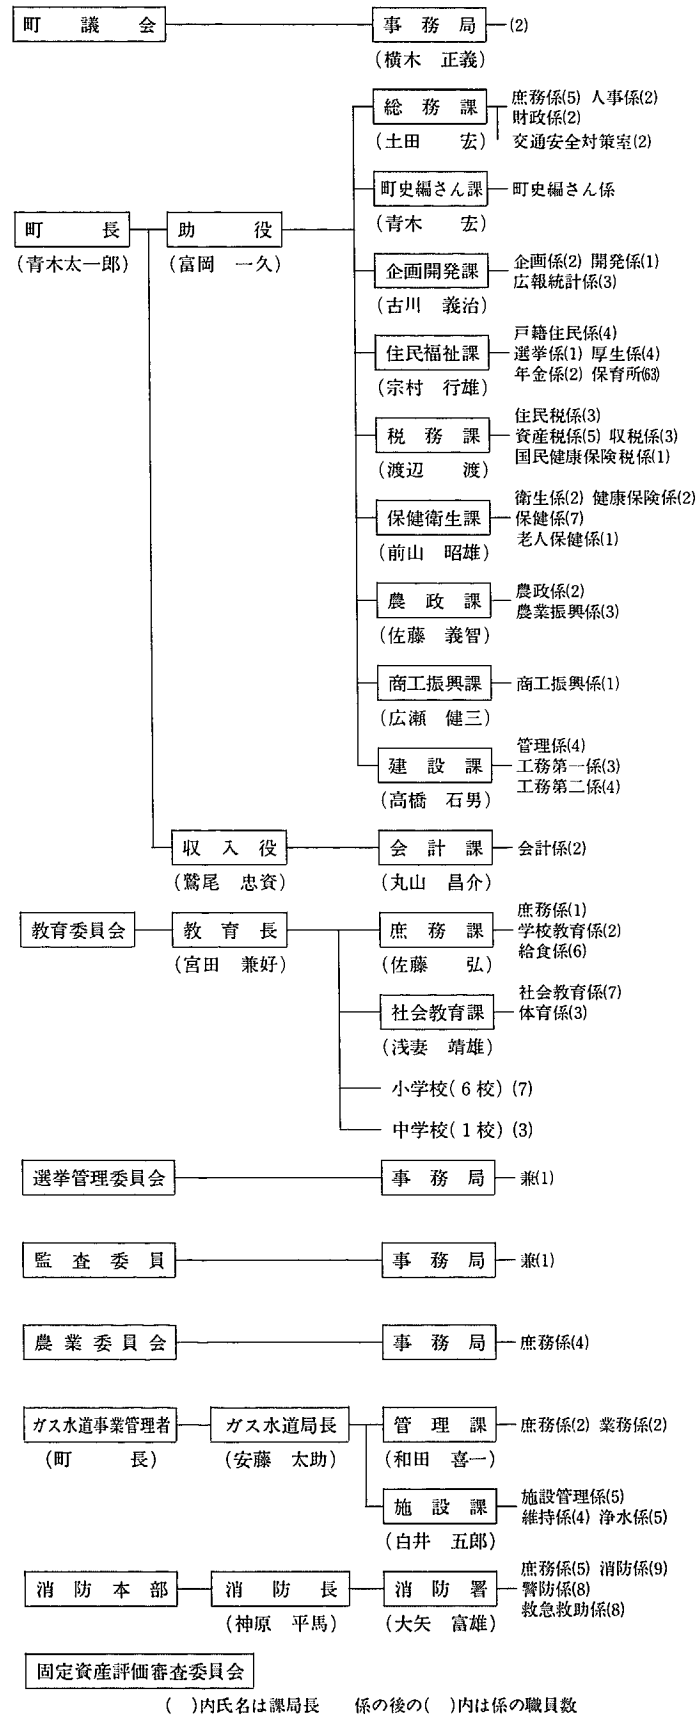 町議会 事務局 (2)
(横木 正義)
総務課 庶務係(5) 人事係(2)
財政係(2)
(土田 宏) 交通安全対策室(2)
町史編さん課 町史編さん係
(青木 宏)
町長 助役
(青木太一郎) (富岡 一久)
企画開発課 企画係(2) 開発係(1)
広報統計係(3)
(古川 義治)
戸籍住民係(4)
住民福祉課 選挙係(1) 厚生係(4)
年金係(2) 保育所(63)
(宗村 行雄)
住民税係(3)
税務課 資産税係(5) 収税係(3)
国民健康保険税係(1)
(渡辺 渡)
衛生係(2) 健康保険係(2)
保健衛生課 保健係(7)
老人保健係(1)
(前山 昭雄)
農政課 農政係(2)
農業振興係(3)
(佐藤 義智)
商工振興課 商工振興係(1)
(広瀬 健三)
管理係(4)
建設課 工務第一係(3)
工務第二係(4)
(高橋 石男)
収入役 会計課 会計係(2)
(鷲尾 忠資) (丸山 昌介)
庶務係(1)
教育委員会 教育長 庶務課 学校教育係(2)
給食係(6)
(宮田 兼好) (佐藤 弘)
社会教育係(7)
社会教育課 体育係(3)
(浅妻 靖雄)
小学校(6校) (7)
中学校(1校) (3)
選挙管理委員会 事務局 兼(1)
監査委員 事務局 兼(1)
農業委員会 事務局 庶務係(4)
ガス水道事業管理者 ガス水道局長 管理課 庶務係(2) 業務係(2)
(町長) (安藤 太助) (和田 喜一)
施設課 施設管理係(5)
維持係(4) 浄水係(5)
(白井 五郎)
庶務係(5) 消防係(9)
消防本部 消防長 消防署 警防係(8)
救急救助係(8)
(神原 平馬) (大矢 富雄)
固定資産評価審査委員会
( )内氏名は課局長 係の後の( )内は係の職員数